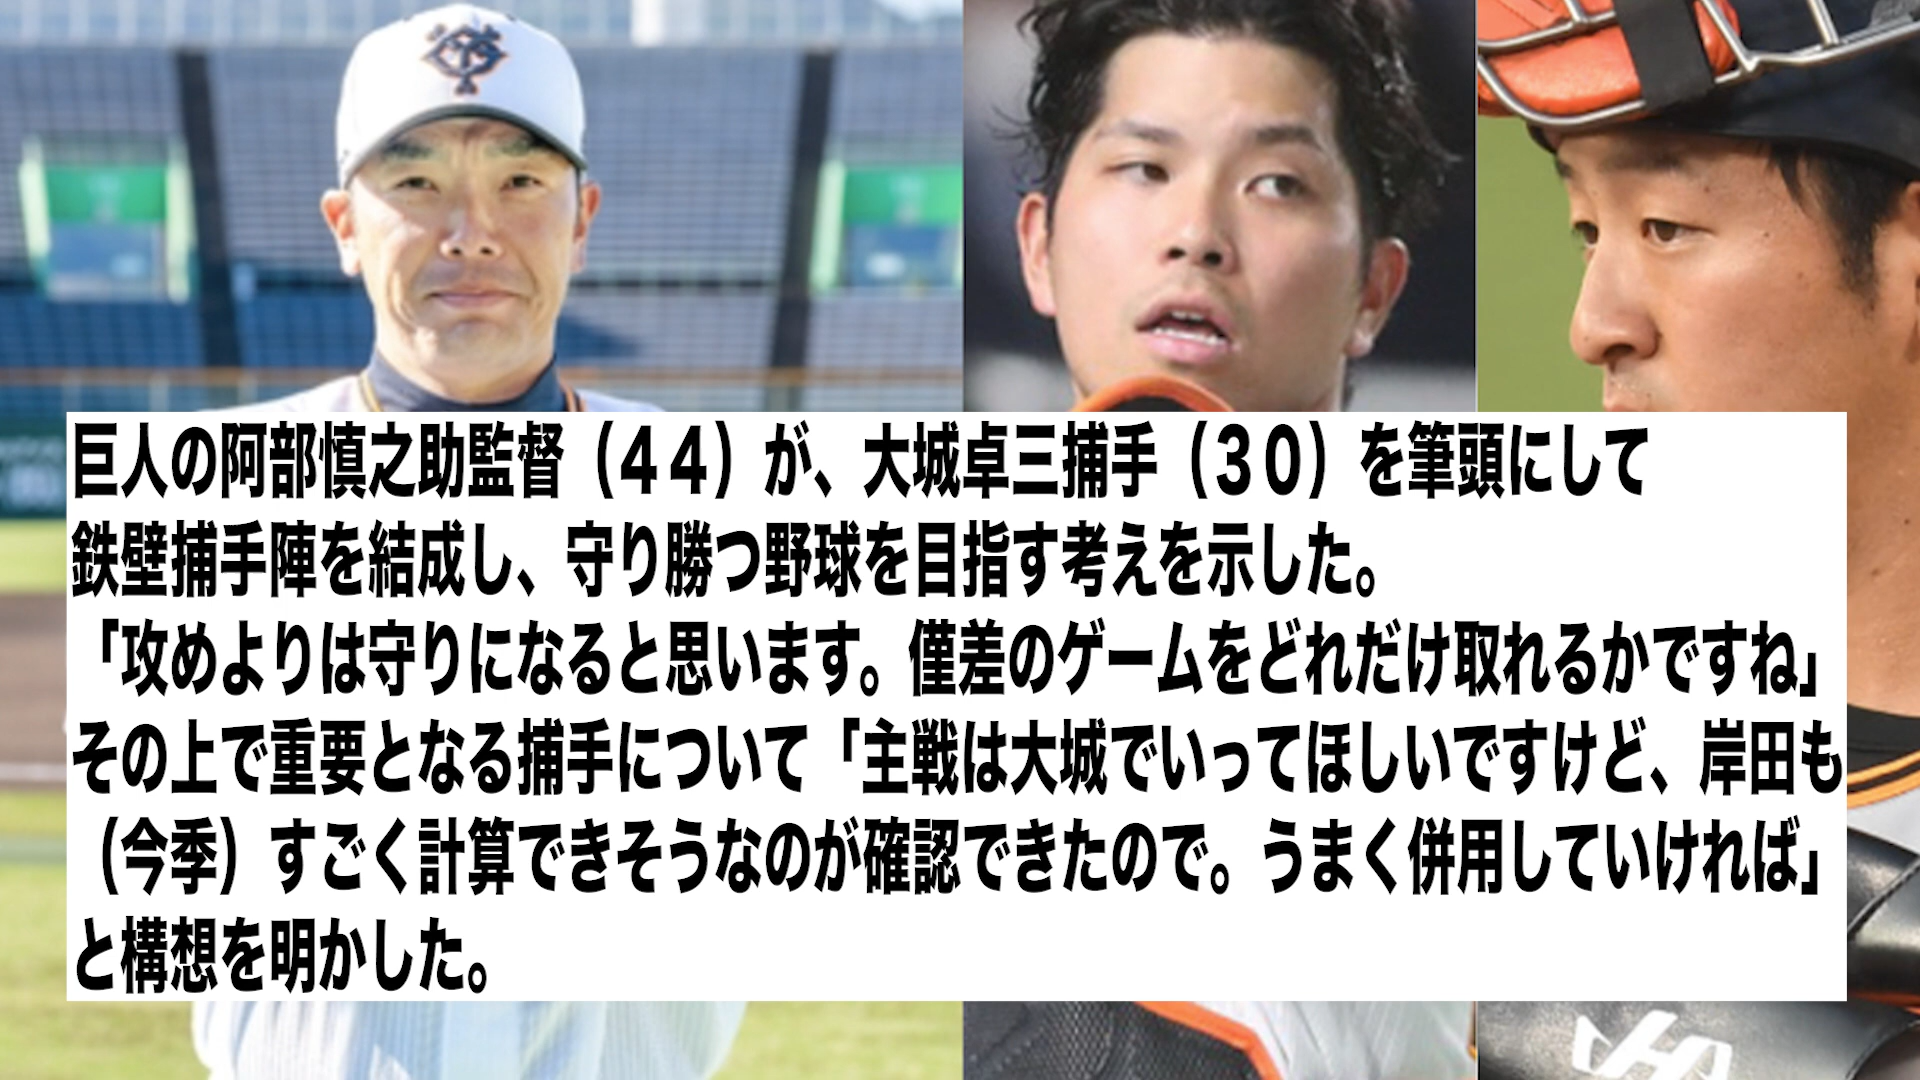 巨人の阿部慎之助監督（４４）が、大城卓三捕手（３０）を筆頭にして
鉄壁捕手陣を結成し、守り勝つ野球を目指す考えを示した。
「攻めよりは守りになると思います。僅差のゲームをどれだけ取れるかですね」
その上で重要となる捕手について「主戦は大城でいってほしいですけど、岸田も
（今季）すごく計算できそうなのが確認できたので。うまく併用していければ」
と構想を明かした。